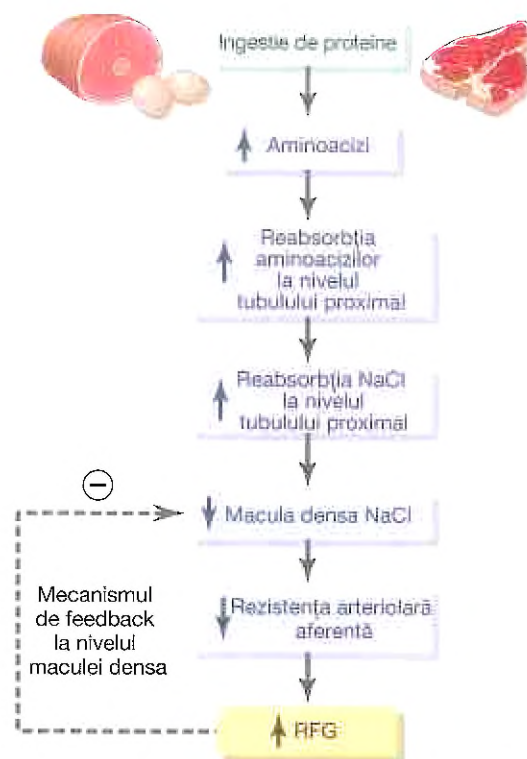 Ingestie de proteine
Aminoacizi
Reabsorbția
aminoacizilor
la nivelul
tubulului proximal
Reabsorbția NaCl
la nivelul
tubulului proximal
Macula densa NaCl
Mecanismul
de feedback
la nivelul
maculei densa
Rezistența arteriolară
aferentă
RFG